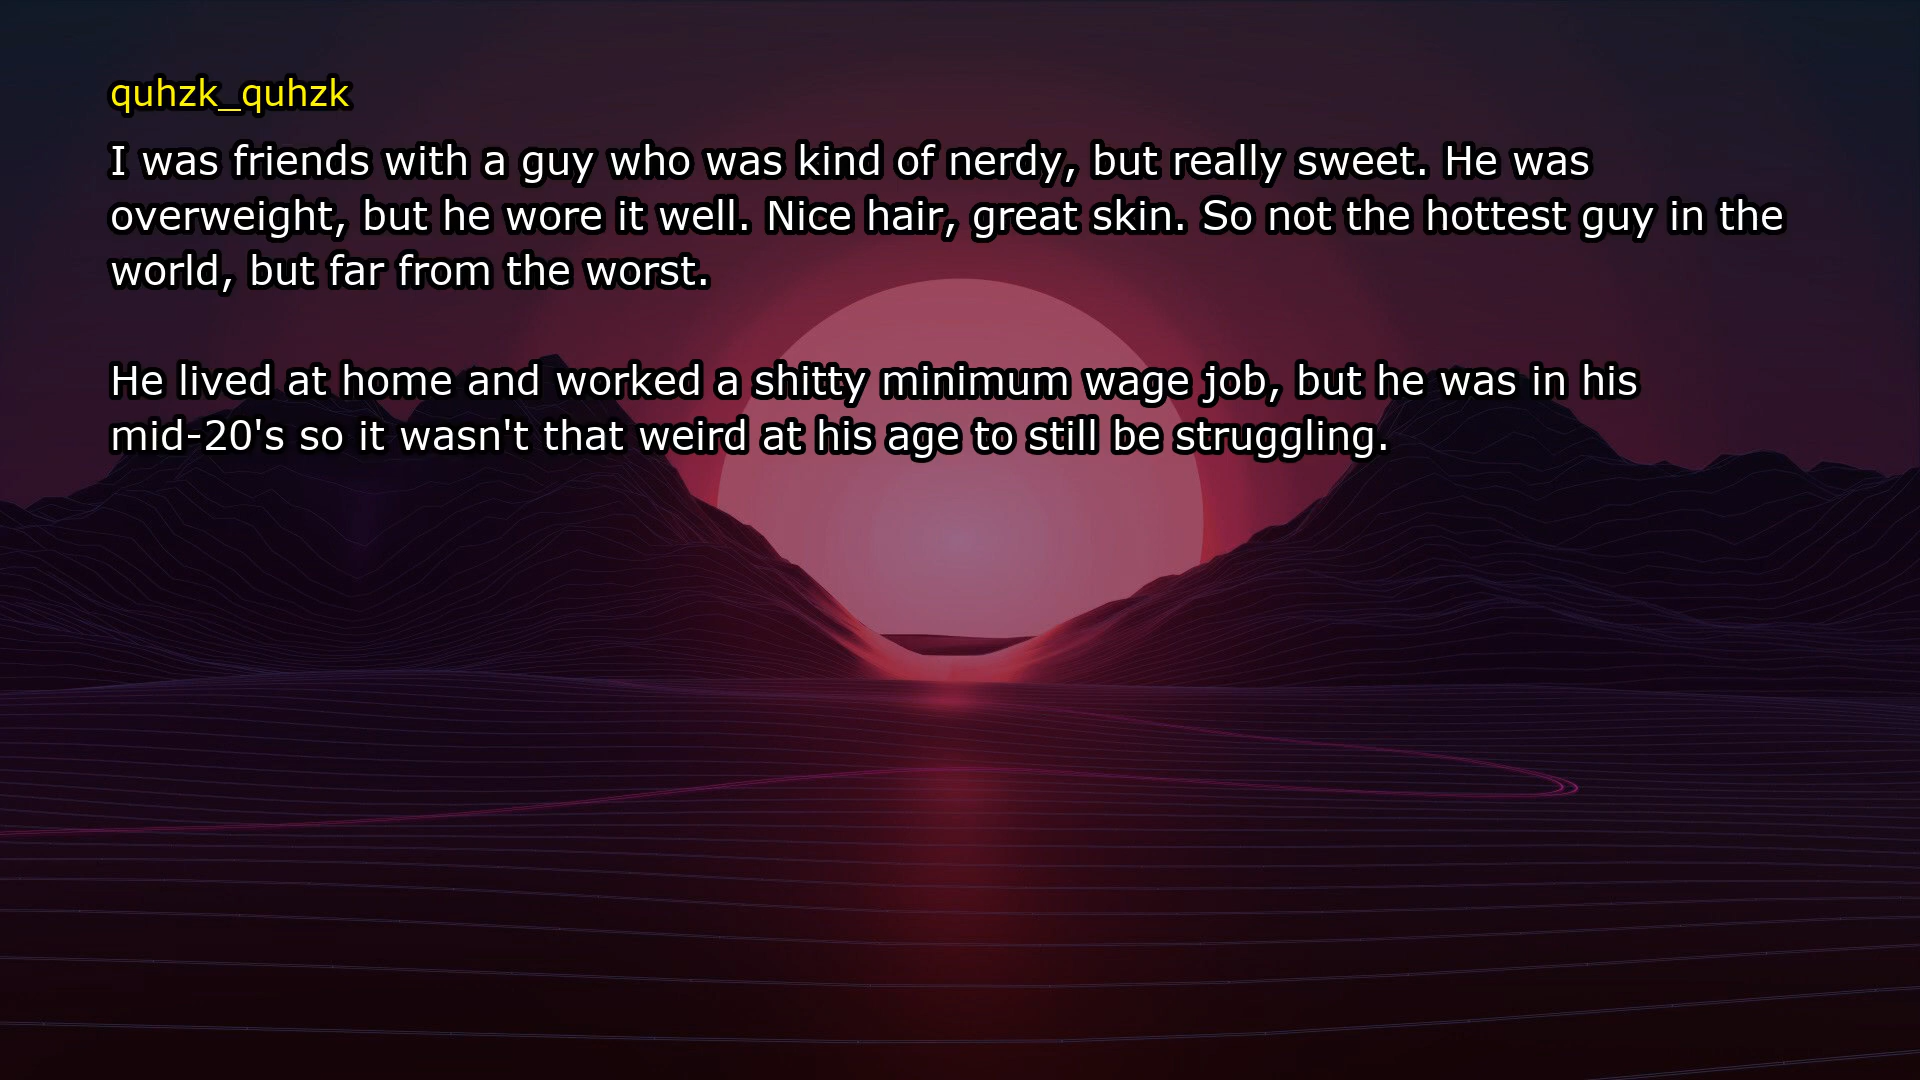 quhzk_quhzk
I was friends with a guy who was kind of nerdy, but really sweet. He was
overweight, but he wore it well. Nice hair, great skin. So not the hottest guy in the
world, but far from the worst.
He lived at home and worked a shitty minimum wage job, but he was in his
mid-20's so it wasn't that weird at his age to still be struggling.